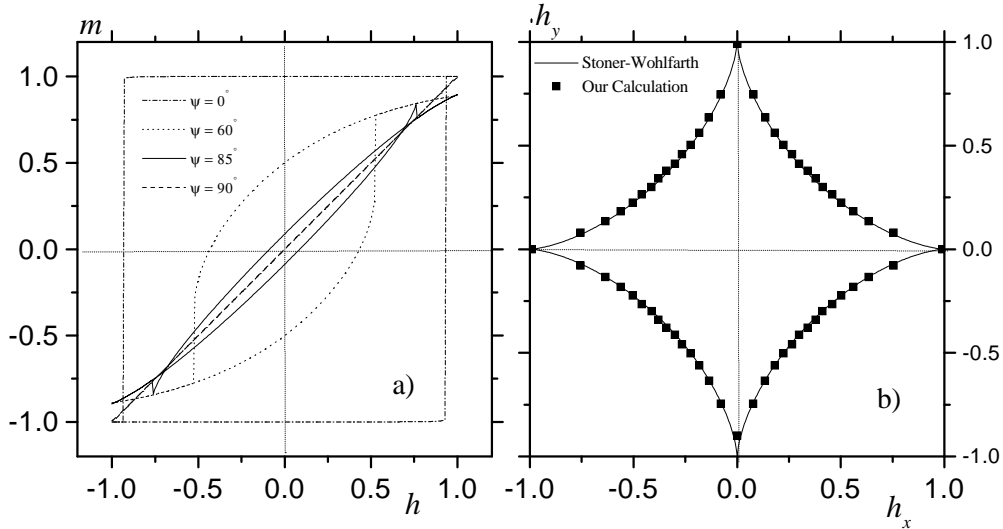 m
1.0
0.5
0.0
-0.5
-1.0
ψ = 0°
ψ = 60°
ψ = 85°
ψ = 90°
a)
-1.0 -0.5 0.0 0.5 1.0
h
h_y
Stoner-Wohlfarth
Our Calculation
1.0
0.5
0.0
-0.5
-1.0
b)
-1.0 -0.5 0.0 0.5 1.0
h_x